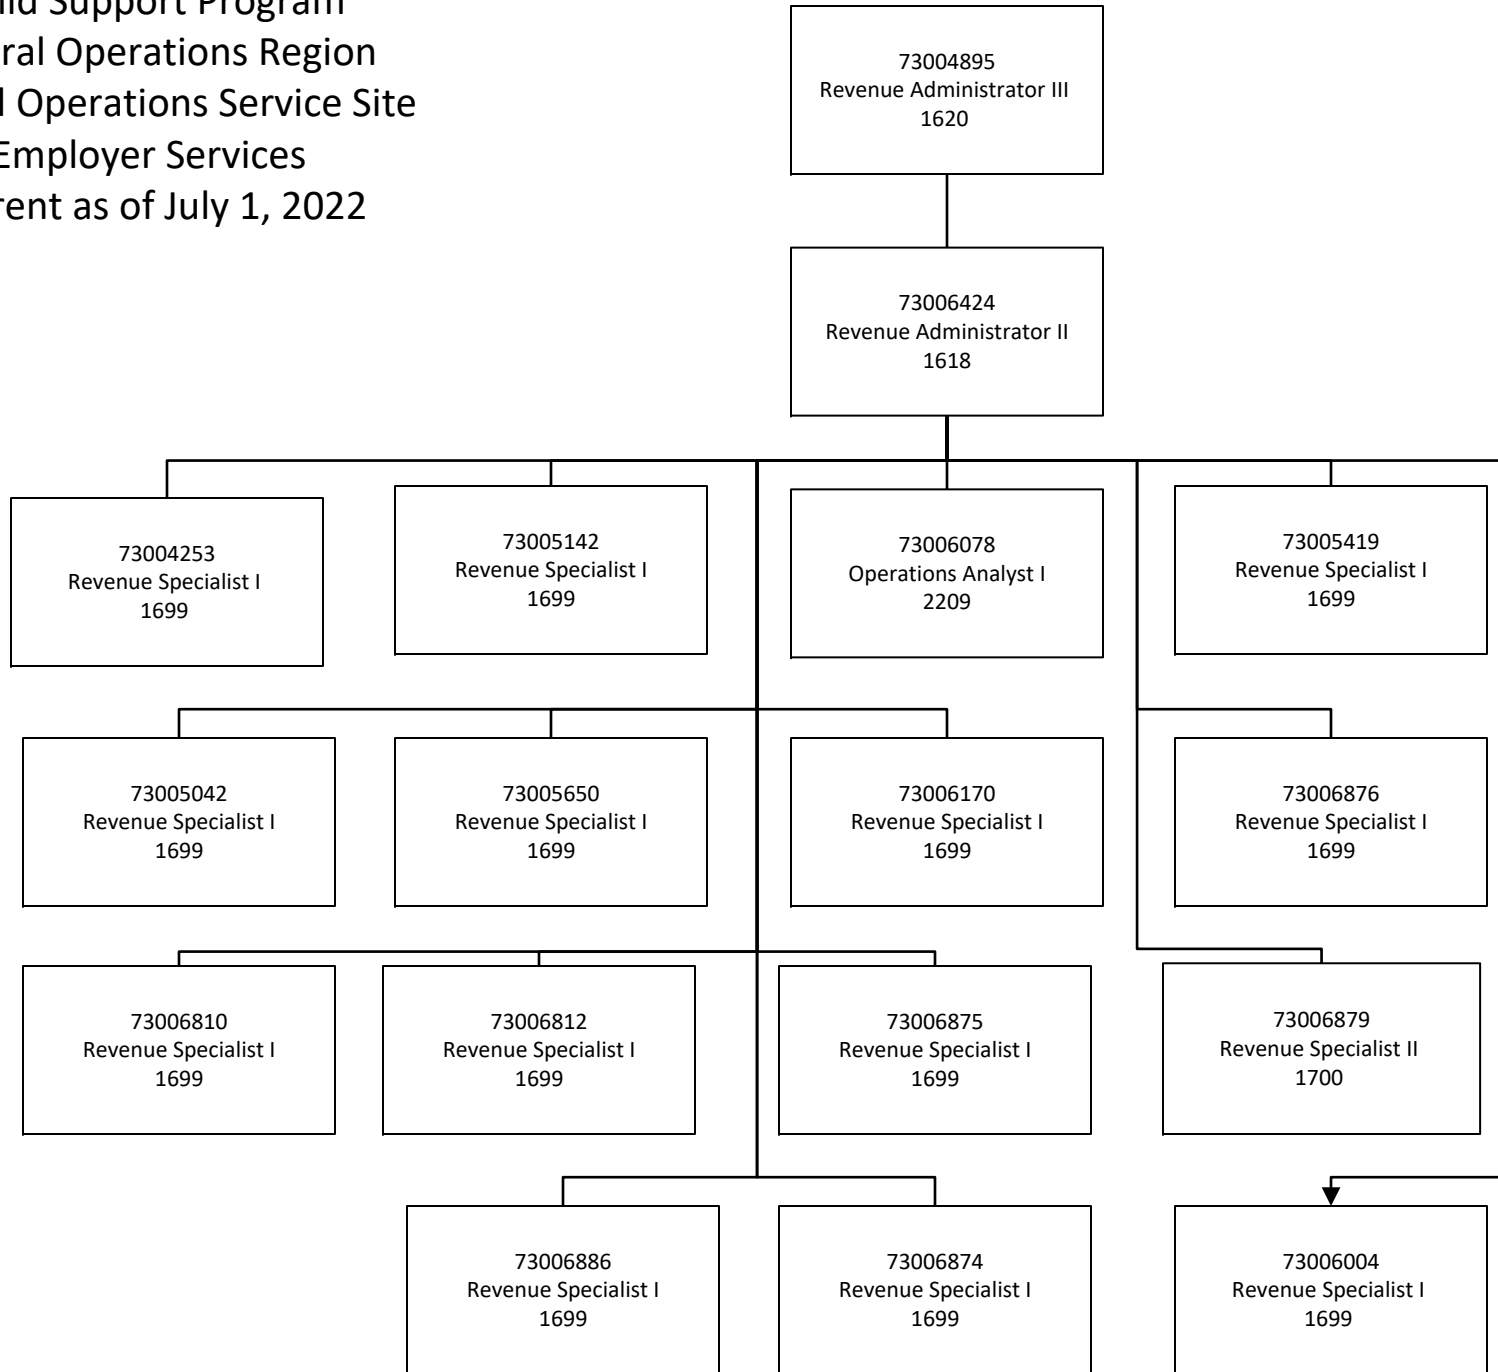 Support Program
Operations Region
Operations Service Site
Employer Services
as of July 1, 2022
73004895
Revenue Administrator III
1620
73006424
Revenue Administrator II
1618
73004253
Revenue Specialist I
1699
73005142
Revenue Specialist I
1699
73006078
Operations Analyst I
2209
73005419
Revenue Specialist I
1699
73005042
Revenue Specialist I
1699
73005650
Revenue Specialist I
1699
73006170
Revenue Specialist I
1699
73006876
Revenue Specialist I
1699
73006810
Revenue Specialist I
1699
73006812
Revenue Specialist I
1699
73006875
Revenue Specialist I
1699
73006879
Revenue Specialist II
1700
73006886
Revenue Specialist I
1699
73006874
Revenue Specialist I
1699
73006004
Revenue Specialist I
1699